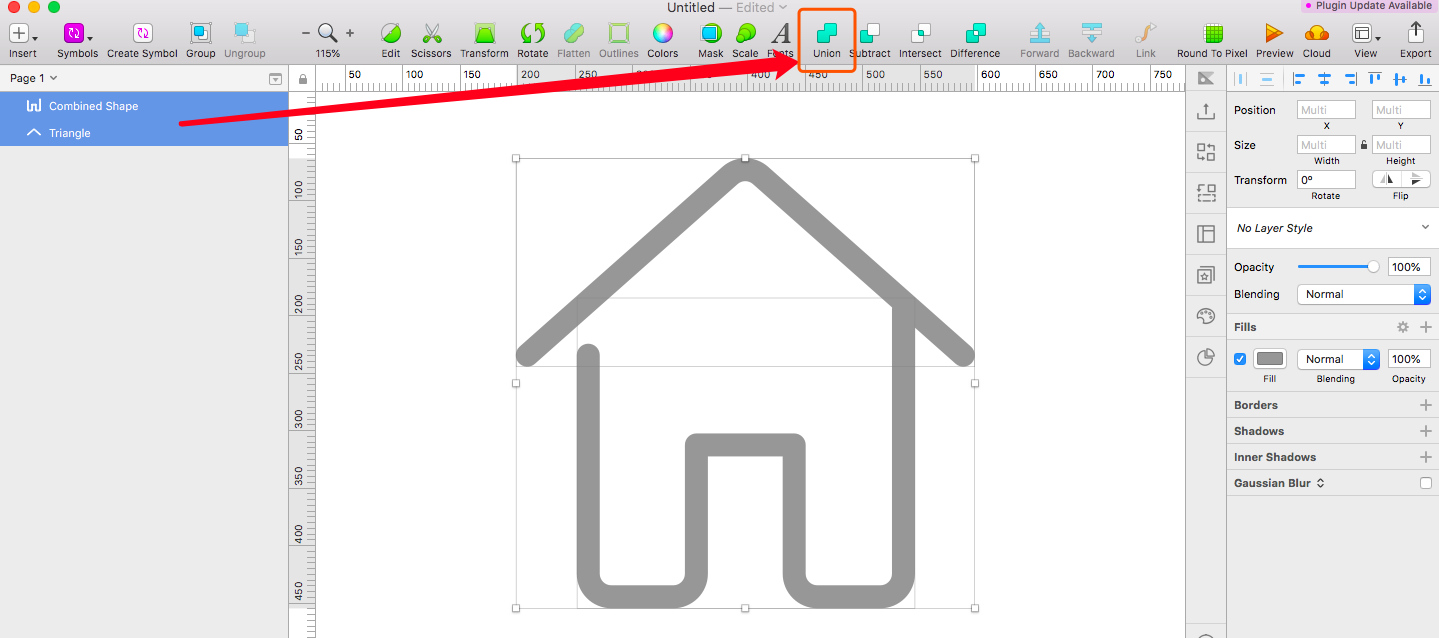 Untitled — Edited
Plugin Update Available
Insert Symbols Create Symbol Group Ungroup 115% Edit Scissors Transform Rotate Flatten Outlines Colors Mask Scale Union Subtract Intersect Difference Forward Backward Link Round To Pixel Preview Cloud View Export
Page 1
50 100 150 200 250 400 450 500 550 600 650 700 750
Combined Shape
Triangle
50
100
150
200
250
300
350
400
450
Position Multi Multi
X Y
Size Multi Multi
Width Height
Transform 0º
Rotate Flip
No Layer Style
Opacity 100%
Blending Normal
Fills
Normal 100%
Fill Blending Opacity
Borders
Shadows
Inner Shadows
Gaussian Blur